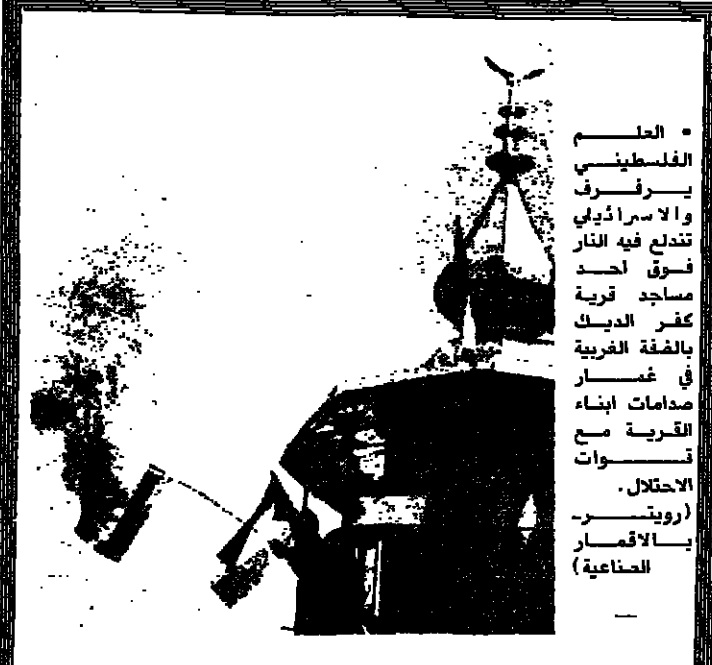 • العلم
الفلسطيني
يرفرف
والاسرائيلي
تندلع فيه النار
فوق احد
مساجد قرية
كفر الديك
بالضفة الغربية
في غمار
صدامات ابناء
القرية مع
قوات
الاحتلال.
(رويتر-
بالاقمار
الصناعية)